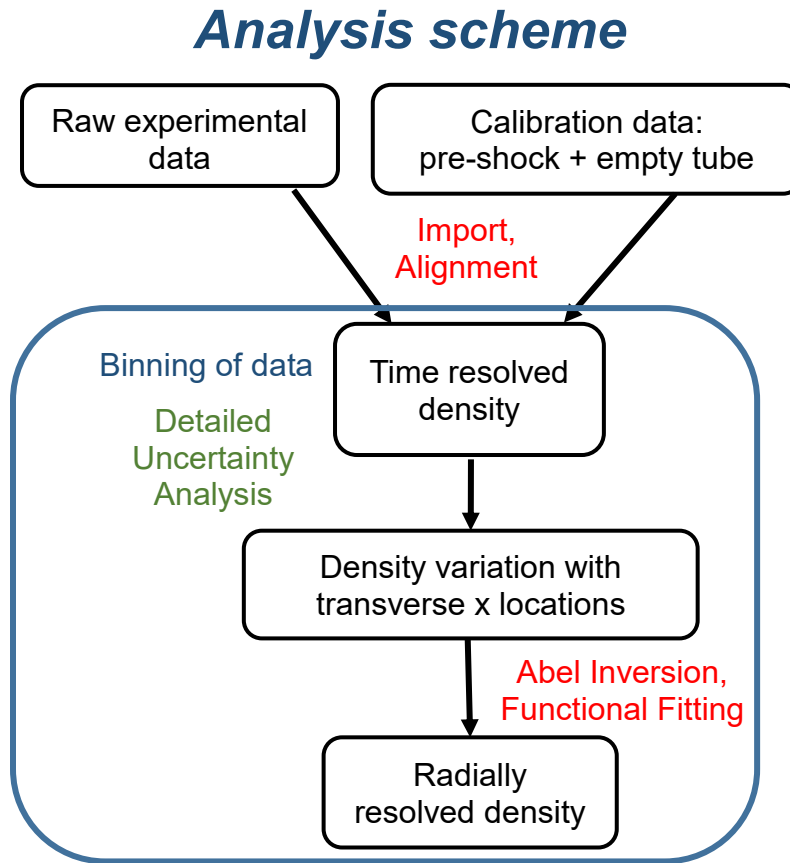 Analysis scheme
Raw experimental
data
Calibration data:
pre-shock + empty tube
Import,
Alignment
Binning of data
Time resolved
density
Detailed
Uncertainty
Analysis
Density variation with
transverse x locations
Abel Inversion,
Functional Fitting
Radially
resolved density